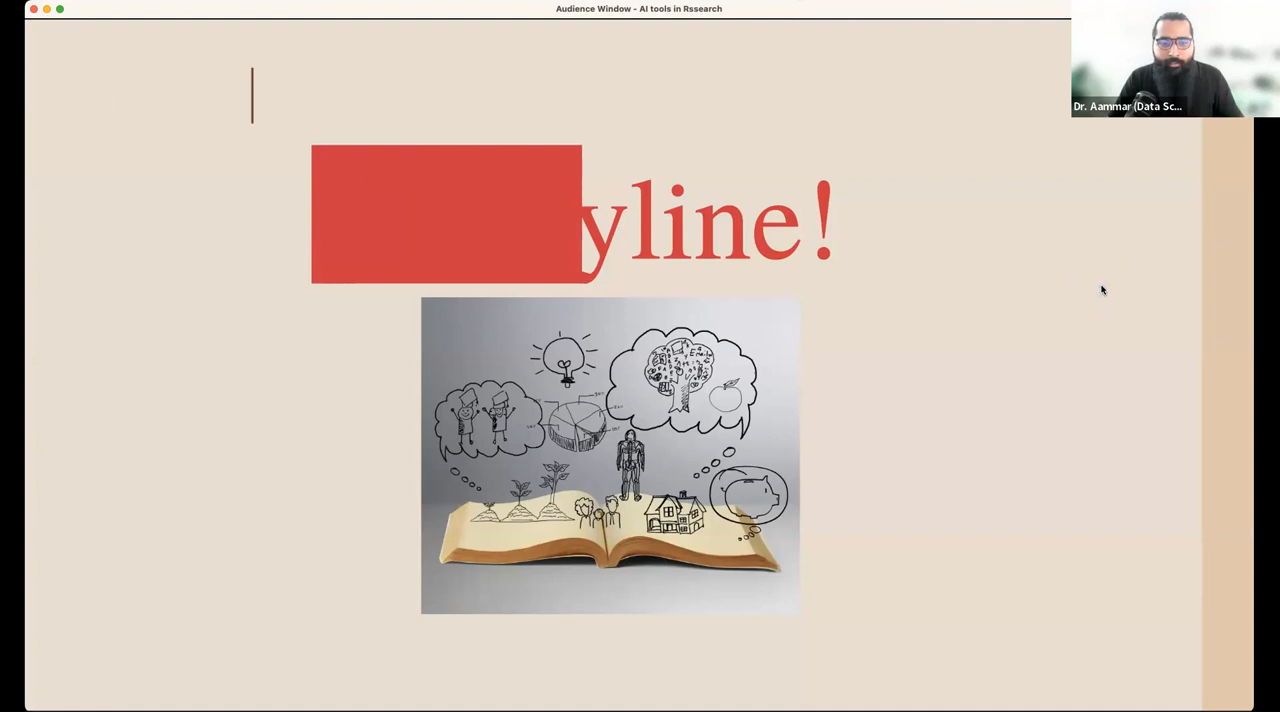 Audience Window - AI tools in Rssearch
Dr. Aammar (Data Sc...
yline!